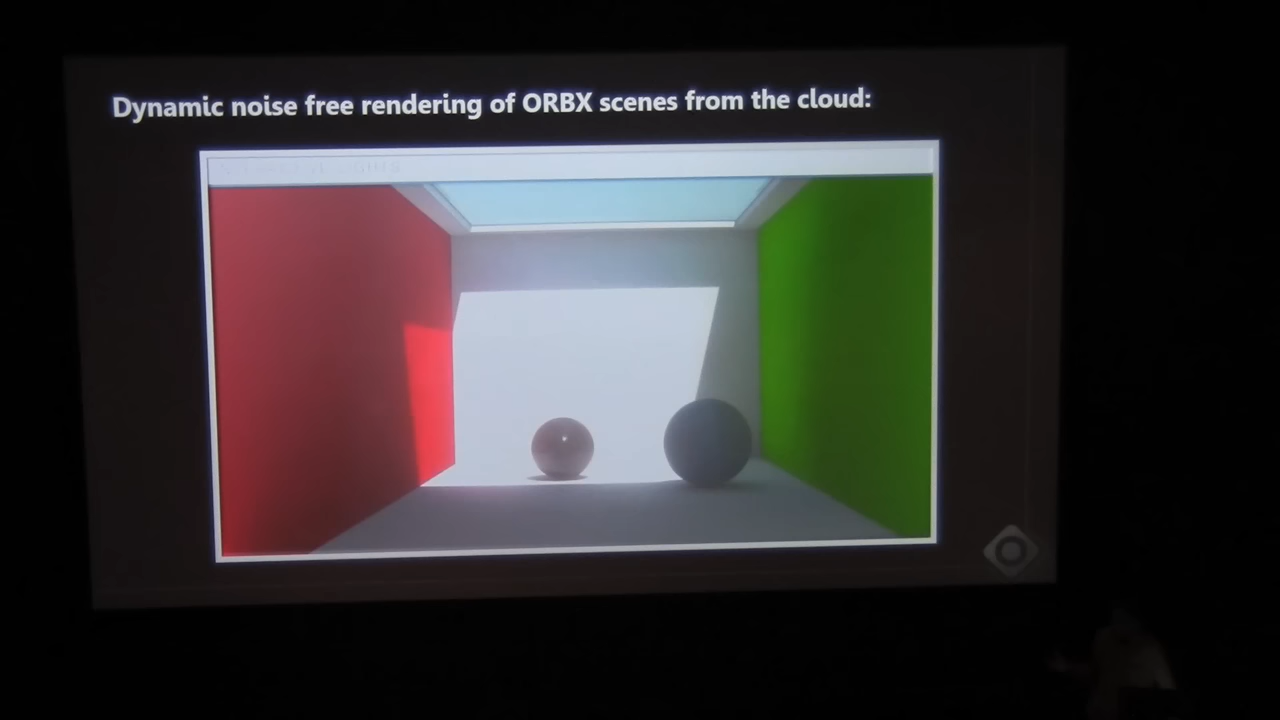 Dynamic noise free rendering of ORBX scenes from the cloud: